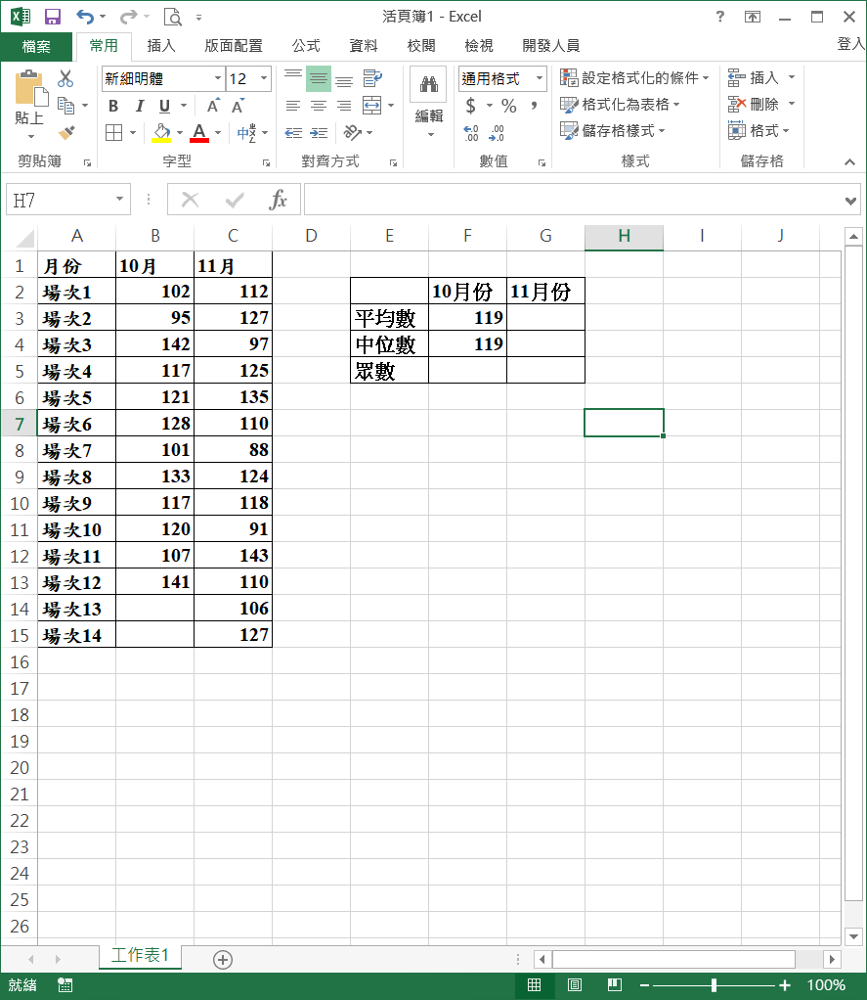 活頁簿1 - Excel
?
檔案 常用 插入 版面配置 公式 資料 校閱 檢視 開發人員 登入
貼上 新細明體 12 編輯 通用格式 設定格式化的條件 插入
B I U A A $ % , 格式化為表格 刪除
A 中 .00 .00 儲存格樣式 格式
剪貼簿 字型 對齊方式 數值 樣式 儲存格
H7 fx
A B C D E F G H I J
1 月份 10月 11月
2 場次1 102 112 10月份 11月份
3 場次2 95 127 平均數 119
4 場次3 142 97 中位數 119
5 場次4 117 125 眾數
6 場次5 121 135
7 場次6 128 110
8 場次7 101 88
9 場次8 133 124
10 場次9 117 118
11 場次10 120 91
12 場次11 107 143
13 場次12 141 110
14 場次13 106
15 場次14 127
16
17
18
19
20
21
22
23
24
25
26
工作表1
就緒 100%